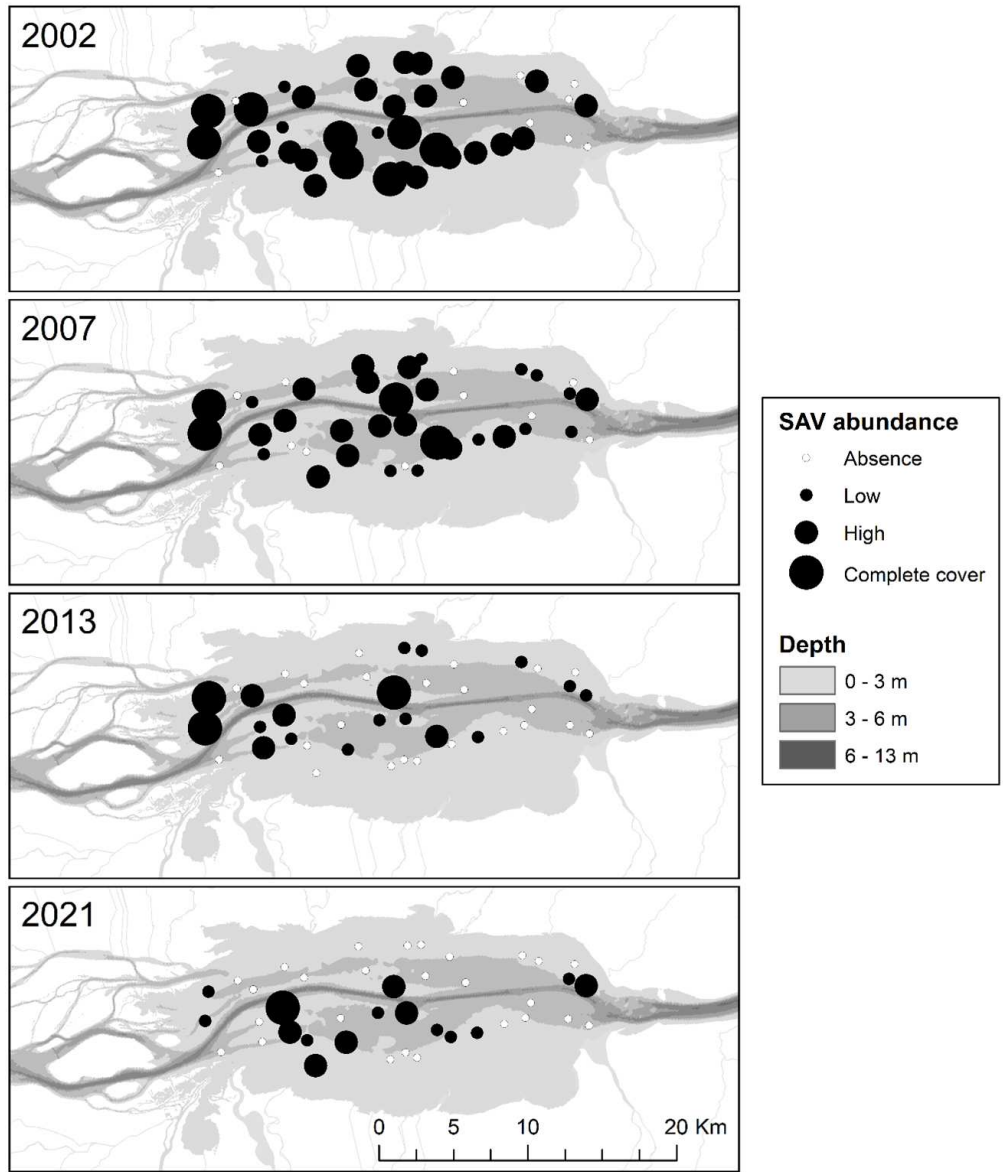 2002
2007
2013
2021
0 5 10 20 Km
SAV abundance
Absence
Low
High
Complete cover
Depth
0 - 3 m
3 - 6 m
6 - 13 m